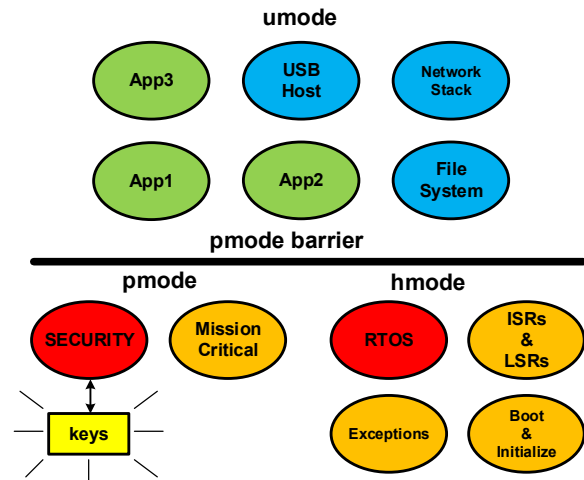 umode
App3
USB
Host
Network
Stack
App1
App2
File
System
pmode barrier
pmode
hmode
SECURITY
Mission
Critical
RTOS
ISRs
&
LSRs
keys
Exceptions
Boot
&
Initialize